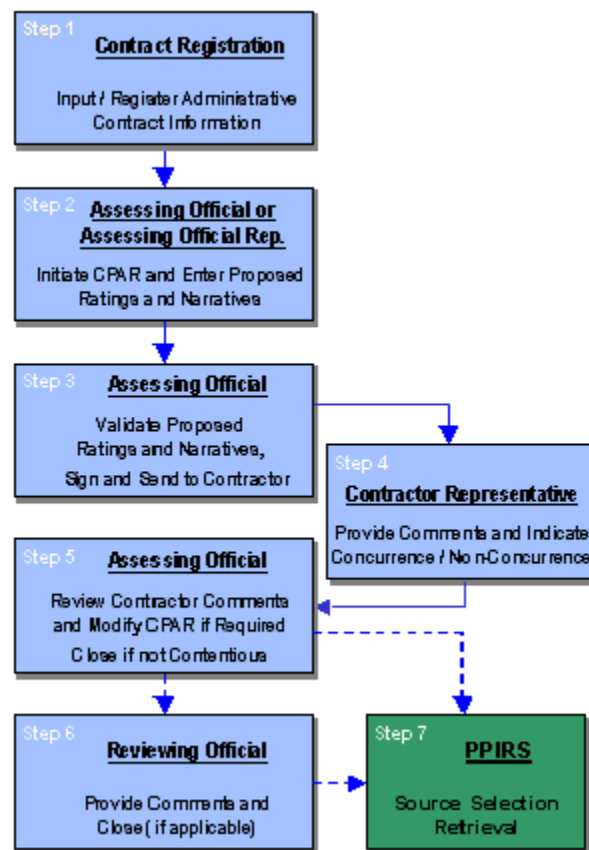 Step 1
Contract Registration
Input / Register Administrative
Contract Information
Step 2
Assessing Official or
Assessing Official Rep.
Initiate CPAR and Enter Proposed
Ratings and Narratives
Step 3
Assessing Official
Validate Proposed
Ratings and Narratives,
Sign and Send to Contractor
Step 4
Contractor Representative
Provide Comments and Indicate
Concurrence / Non-Concurrence
Step 5
Assessing Official
Review Contractor Comments
and Modify CPAR if Required
Close if not Contentious
Step 6
Reviewing Official
Provide Comments and
Close( if applicable)
Step 7
PPIRS
Source Selection
Retrieval